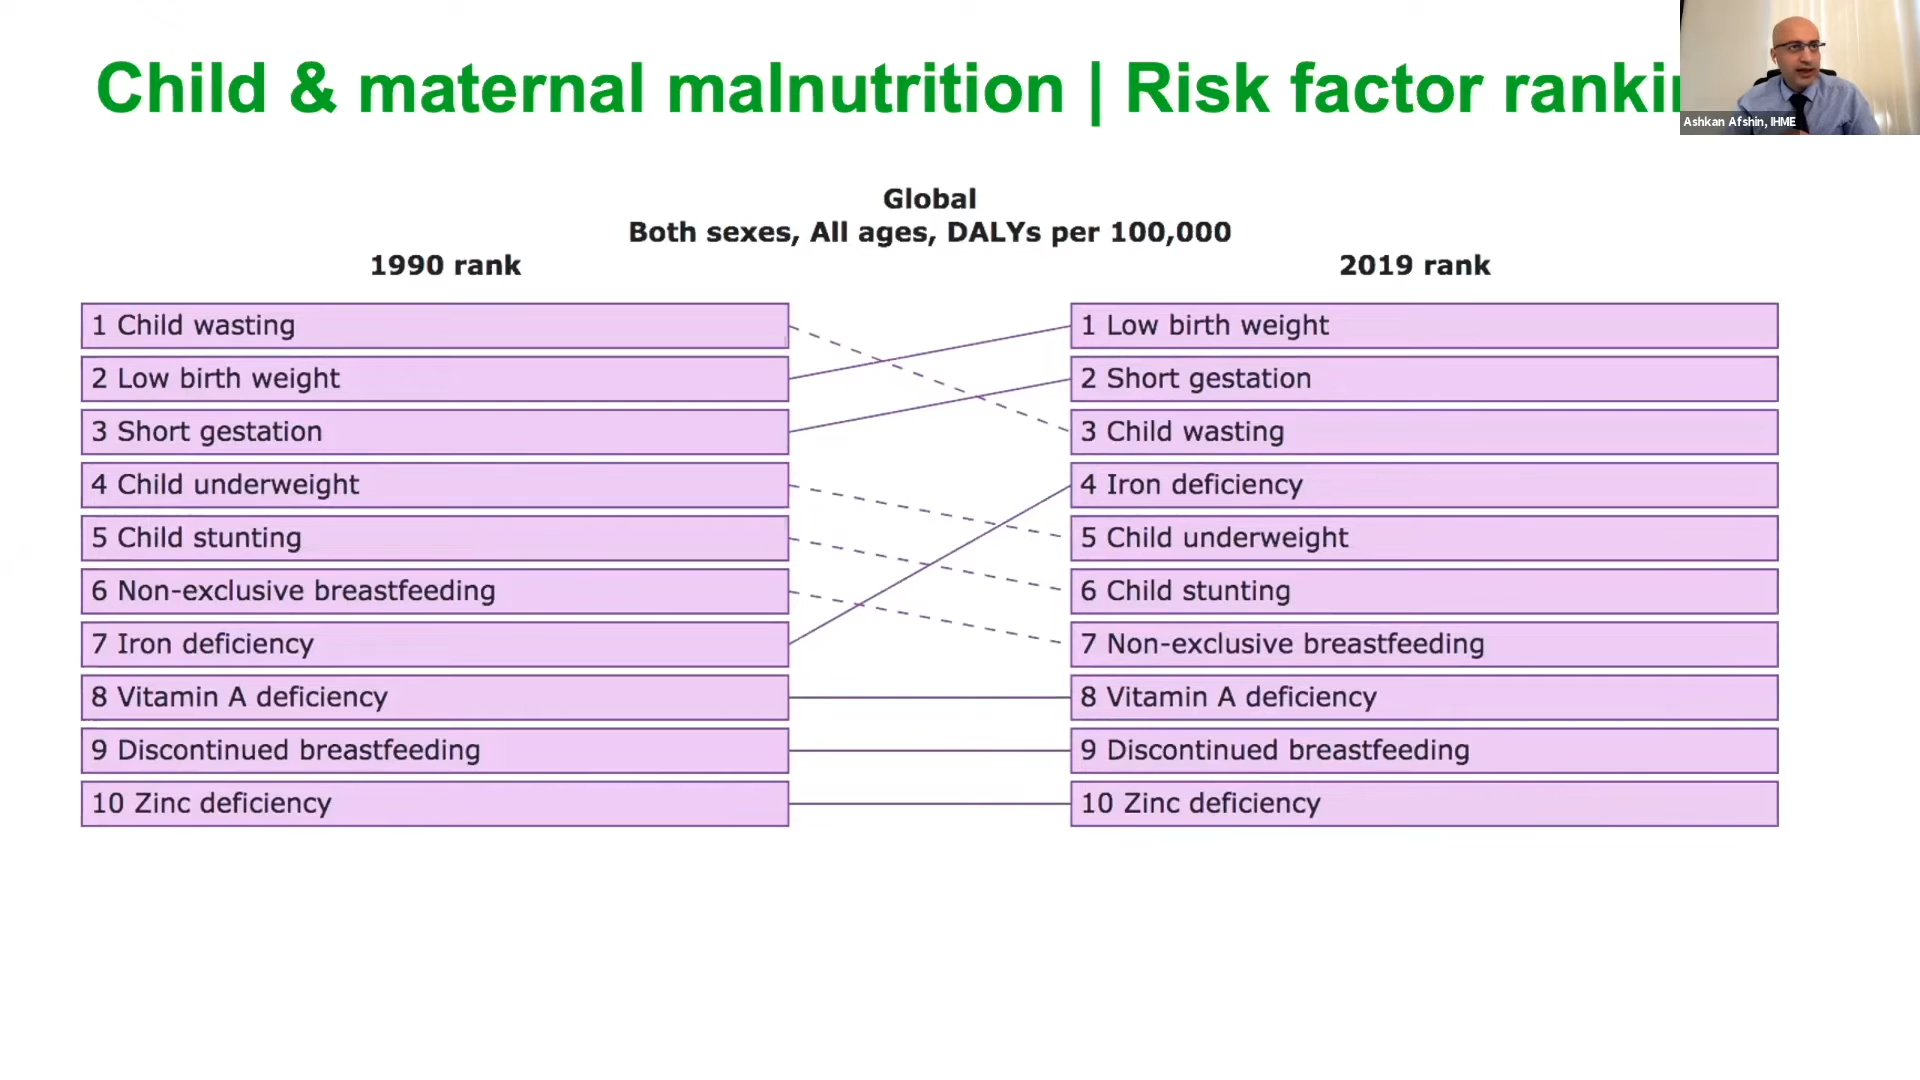 Child & maternal malnutrition | Risk factor rankin
Ashkan Afshin, IHME
Global
Both sexes, All ages, DALYs per 100,000
1990 rank
2019 rank
1 Child wasting
2 Low birth weight
3 Short gestation
4 Child underweight
5 Child stunting
6 Non-exclusive breastfeeding
7 Iron deficiency
8 Vitamin A deficiency
9 Discontinued breastfeeding
10 Zinc deficiency
1 Low birth weight
2 Short gestation
3 Child wasting
4 Iron deficiency
5 Child underweight
6 Child stunting
7 Non-exclusive breastfeeding
8 Vitamin A deficiency
9 Discontinued breastfeeding
10 Zinc deficiency